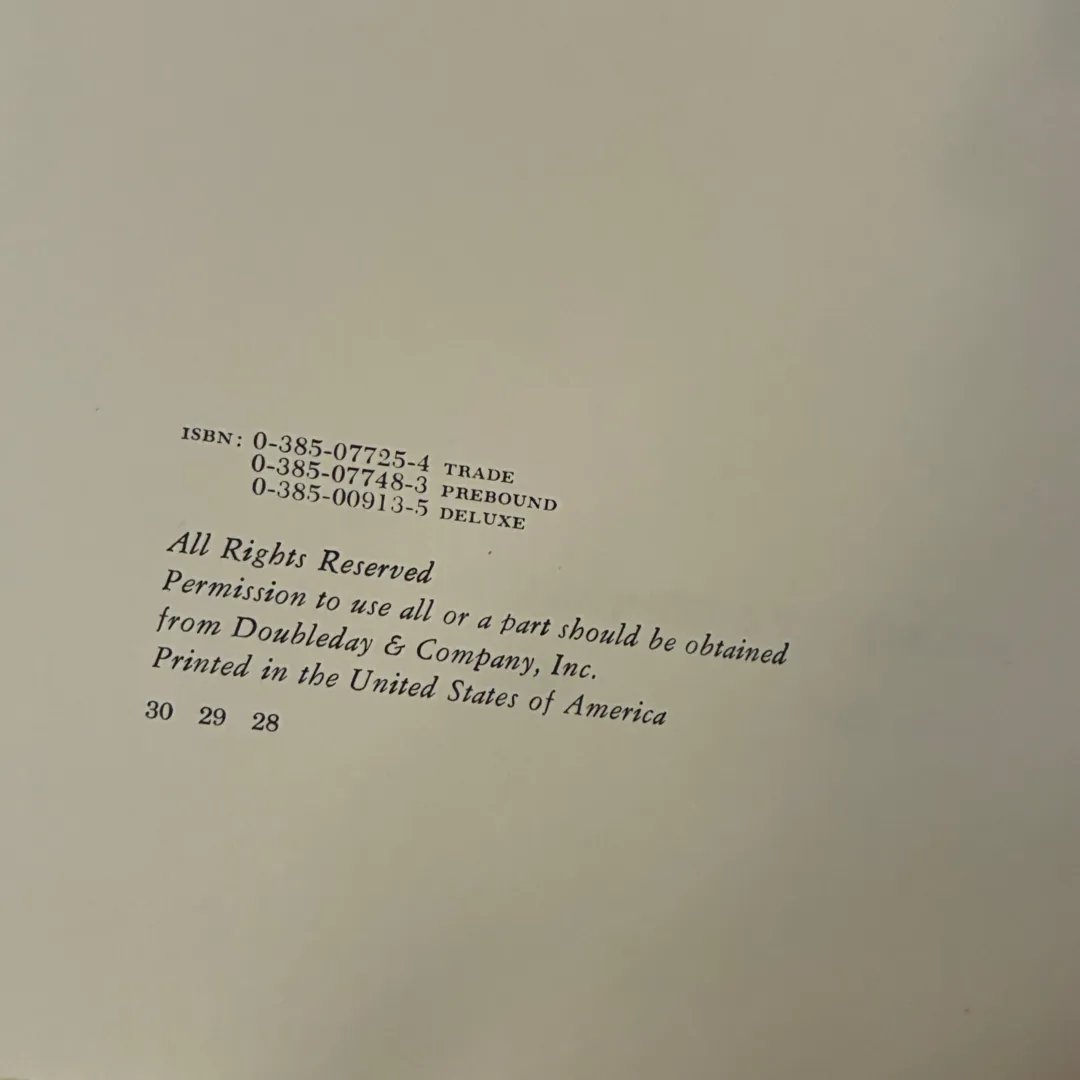 ISBN: 0-385-07725-4 TRADE
0-385-07748-3 PREBOUND
0-385-00913-5 DELUXE
All Rights Reserved
Permission to use all or a part should be obtained
from Doubleday & Company, Inc.
Printed in the United States of America
30 29 28